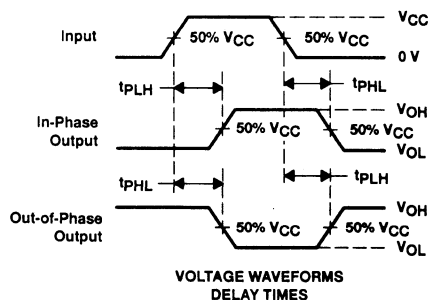 VCC
Input
50% VCC
50% VCC
0 V
tPLH
tPHL
VOH
In-Phase
Output
50% VCC
50% VCC
VOL
tPHL
tPLH
VOH
Out-of-Phase
Output
50% VCC
50% VCC
VOL
VOLTAGE WAVEFORMS
DELAY TIMES